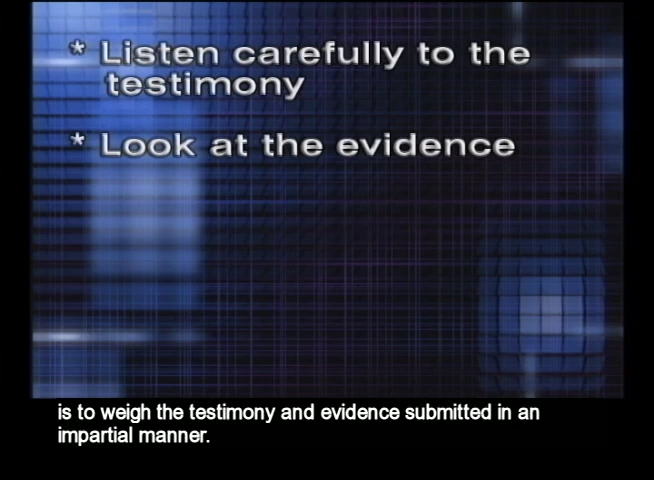 * Listen carefully to the
testimony
* Look at the evidence
is to weigh the testimony and evidence submitted in an
impartial manner.